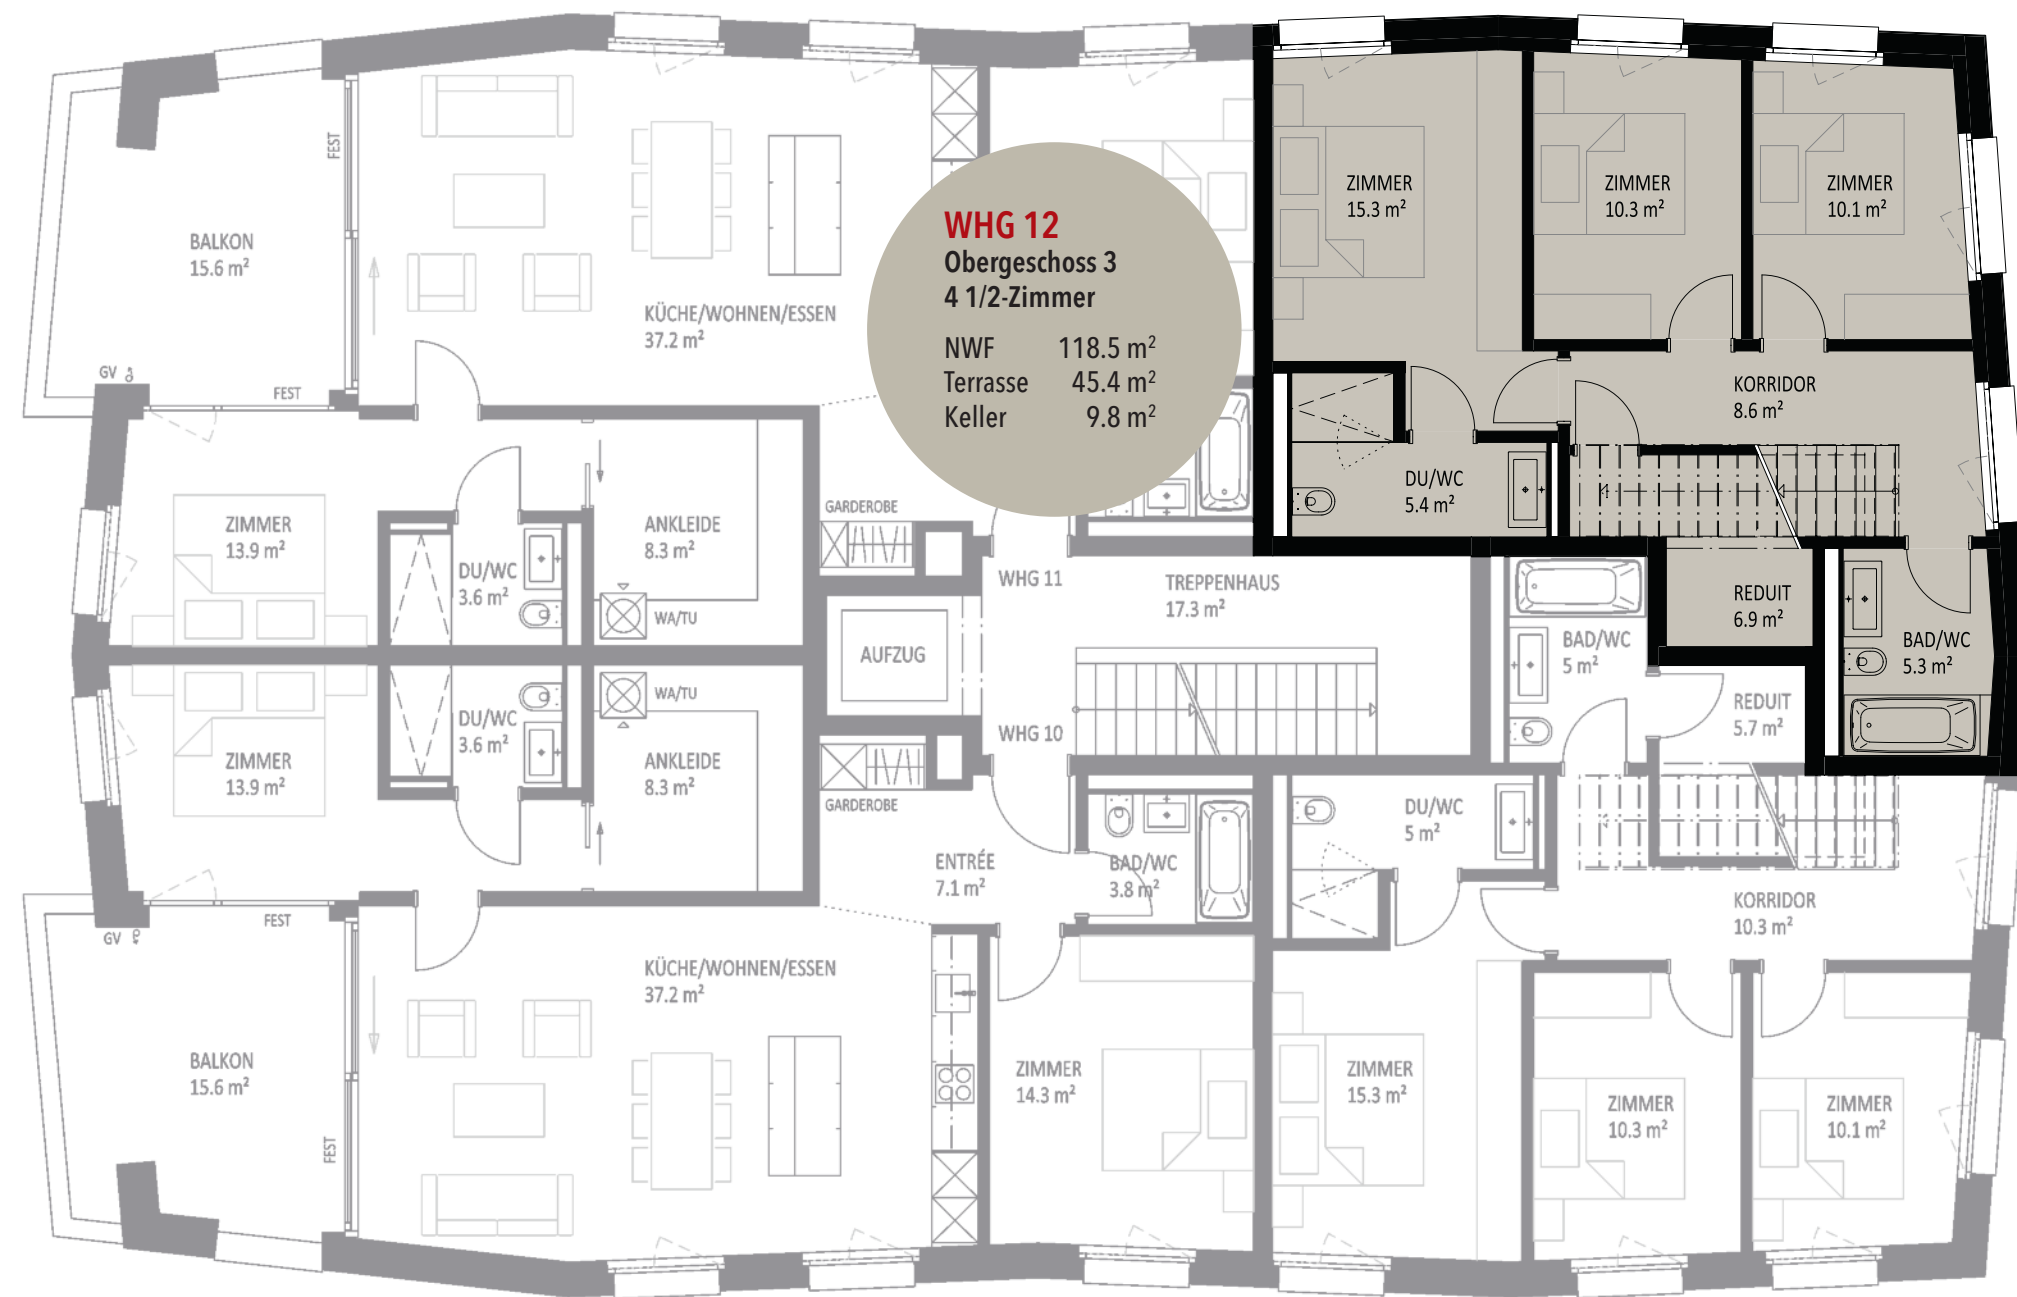 BALKON
15.6 m²
FEST
GV
FEST
KÜCHE/WOHNEN/ESSEN
37.2 m²
WHG 12
Obergeschoss 3
4 1/2-Zimmer
NWF 118.5 m²
Terrasse 45.4 m²
Keller 9.8 m²
ZIMMER
15.3 m²
ZIMMER
10.3 m²
ZIMMER
10.1 m²
KORRIDOR
8.6 m²
DU/WC
5.4 m²
REDUIT
6.9 m²
BAD/WC
5.3 m²
ZIMMER
13.9 m²
DU/WC
3.6 m²
ANKLEIDE
8.3 m²
WA/TU
GARDEROBE
WHG 11
TREPPENHAUS
17.3 m²
AUFZUG
BAD/WC
5 m²
REDUIT
5.7 m²
ZIMMER
13.9 m²
DU/WC
3.6 m²
WA/TU
ANKLEIDE
8.3 m²
WHG 10
GARDEROBE
ENTRÉE
7.1 m²
BAD/WC
3.8 m²
DU/WC
5 m²
KORRIDOR
10.3 m²
GV
FEST
BALKON
15.6 m²
FEST
KÜCHE/WOHNEN/ESSEN
37.2 m²
ZIMMER
14.3 m²
ZIMMER
15.3 m²
ZIMMER
10.3 m²
ZIMMER
10.1 m²